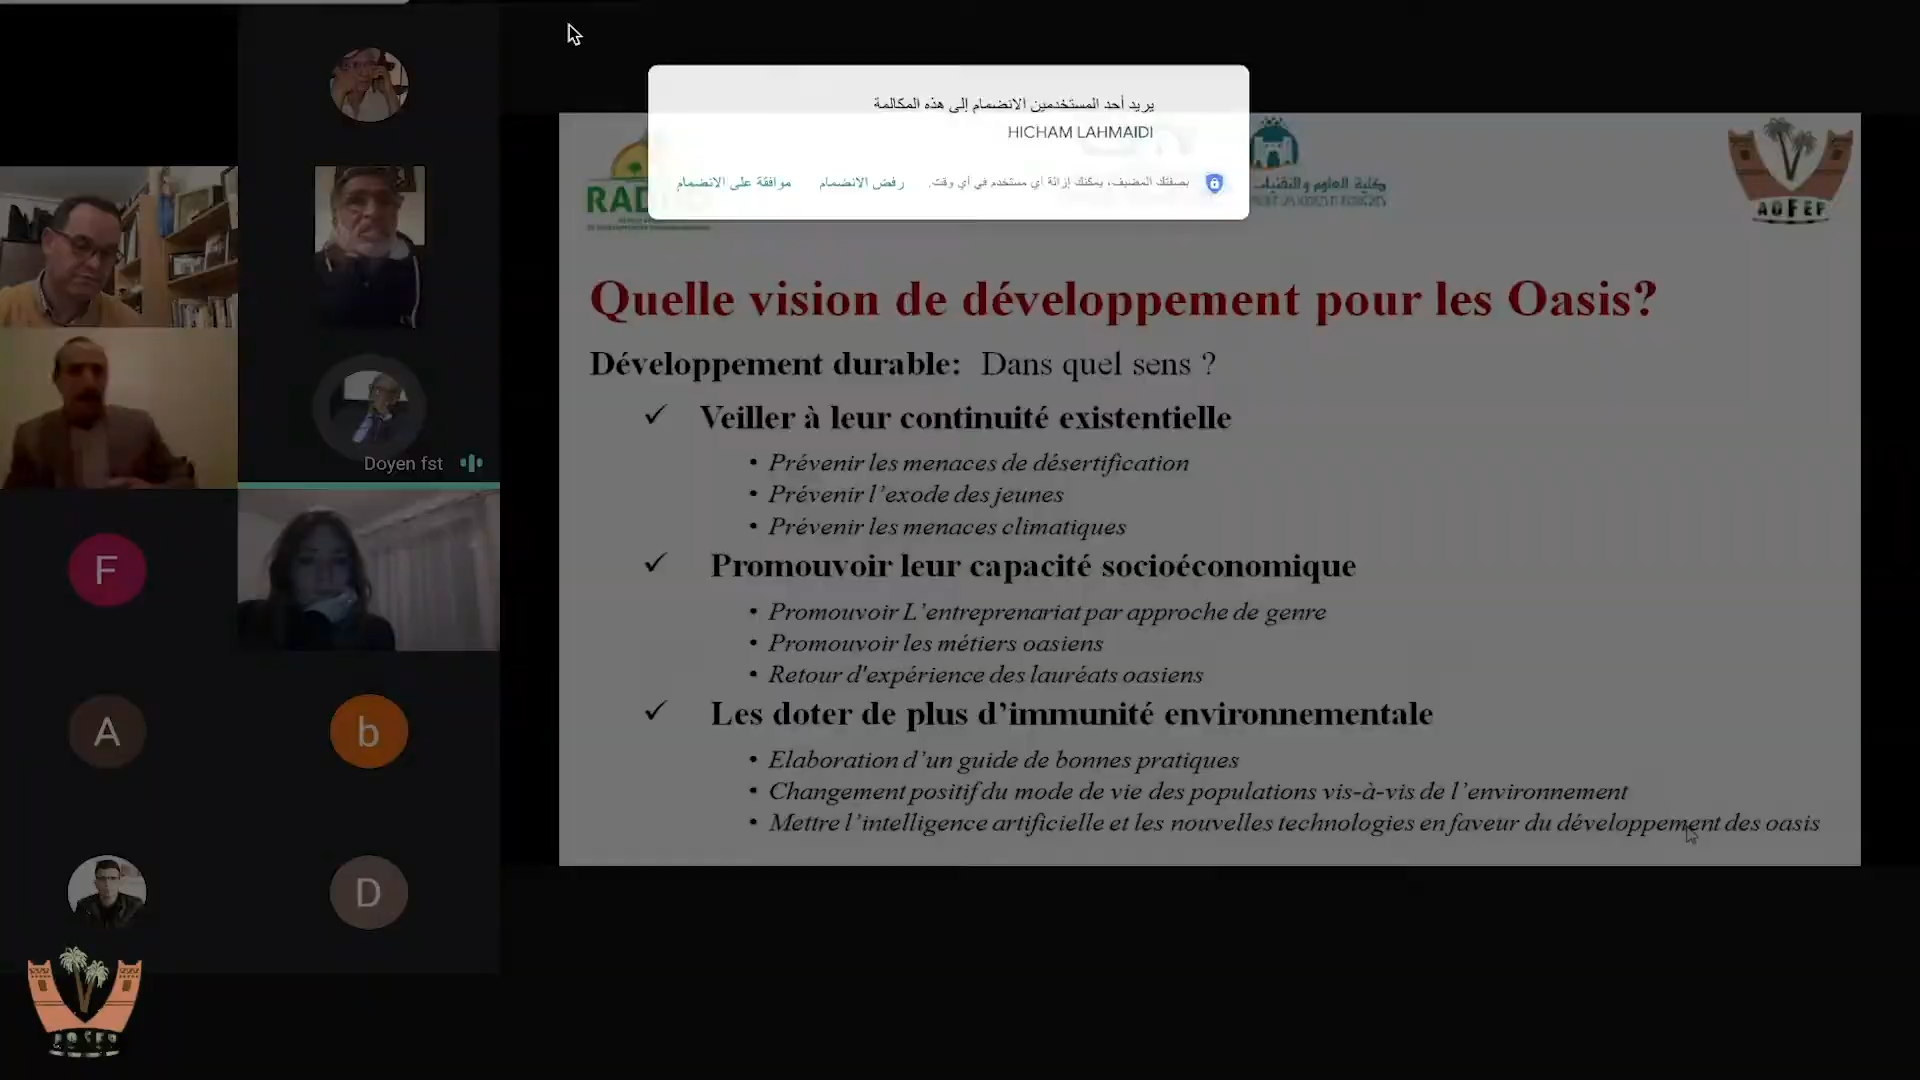 يريد أحد المستخدمين الانضمام إلى هذه المكالمة
HICHAM LAHMAIDI
بصفتك المضيف، يمكنك إزالة أي مستخدم في أي وقت.
رفض الانضمام
موافقة على الانضمام
كلية العلوم والتقنيات
AOFEP
Quelle vision de développement pour les Oasis?
Développement durable: Dans quel sens ?
✓ Veiller à leur continuité existentielle
• Prévenir les menaces de désertification
• Prévenir l’exode des jeunes
• Prévenir les menaces climatiques
✓ Promouvoir leur capacité socioéconomique
• Promouvoir L’entreprenariat par approche de genre
• Promouvoir les métiers oasiens
• Retour d'expérience des lauréats oasiens
✓ Les doter de plus d’immunité environnementale
• Elaboration d’un guide de bonnes pratiques
• Changement positif du mode de vie des populations vis-à-vis de l’environnement
• Mettre l’intelligence artificielle et les nouvelles technologies en faveur du développement des oasis
Doyen fst
F
A
b
D
AOFEP